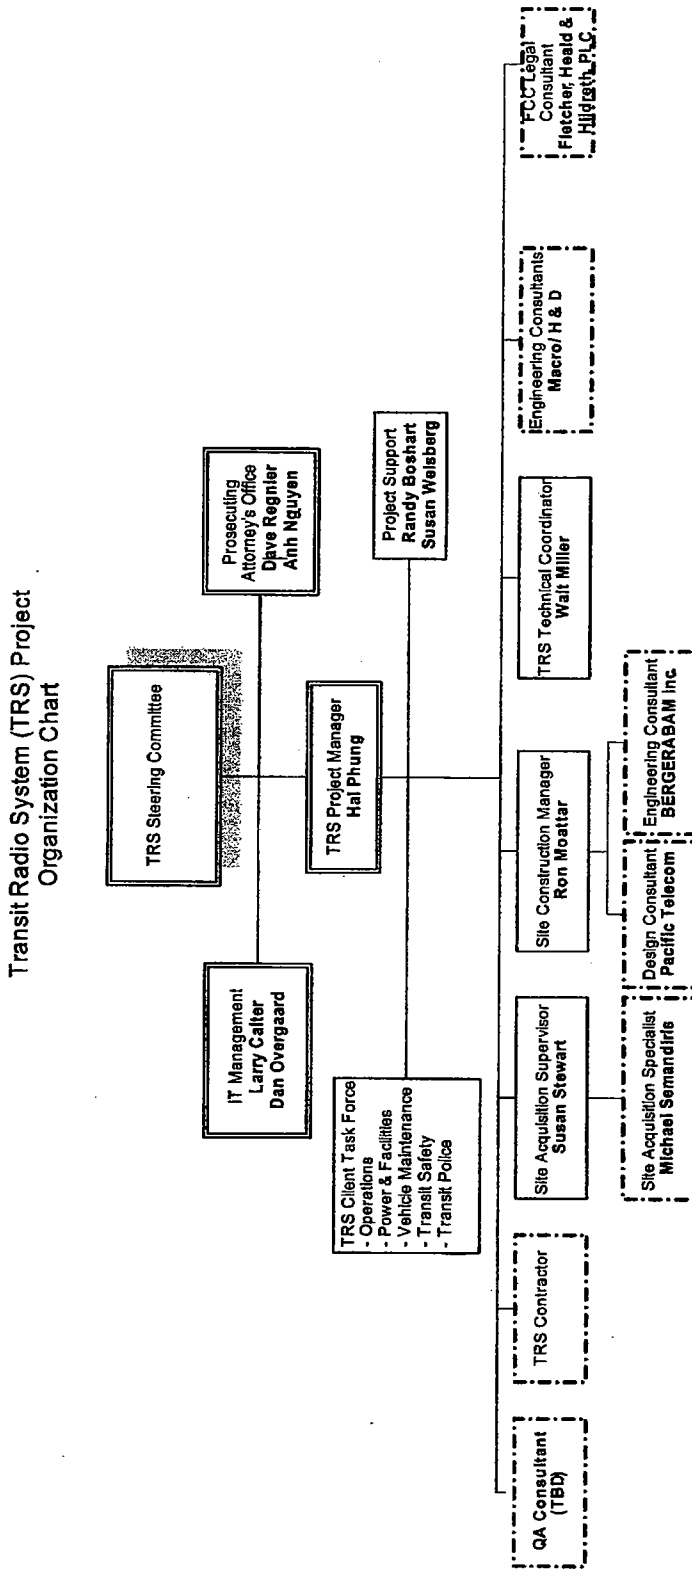 Transit Radio System (TRS) Project
Organization Chart
TRS Steering Committee
IT Management
Larry Calter
Dan Overgaard
Prosecuting
Attorney's Office
Dave Regnier
Anh Nguyen
TRS Project Manager
Hai Phung
TRS Client Task Force
- Operations
- Power & Facilities
- Vehicle Maintenance
- Transit Safety
- Transit Police
Project Support
Randy Boshart
Susan Weisberg
QA Consultant
(TBD)
TRS Contractor
Site Acquisition Supervisor
Susan Stewart
Site Construction Manager
Ron Moattar
TRS Technical Coordinator
Walt Miller
Engineering Consultants
Macro/ H & D
FCC Legal
Consultant
Fletcher, Heald &
Hildreth, PLC
Site Acquisition Specialist
Michael Semandiris
Design Consultant
Pacific Telecom
Engineering Consultant
BERGERABAM Inc.